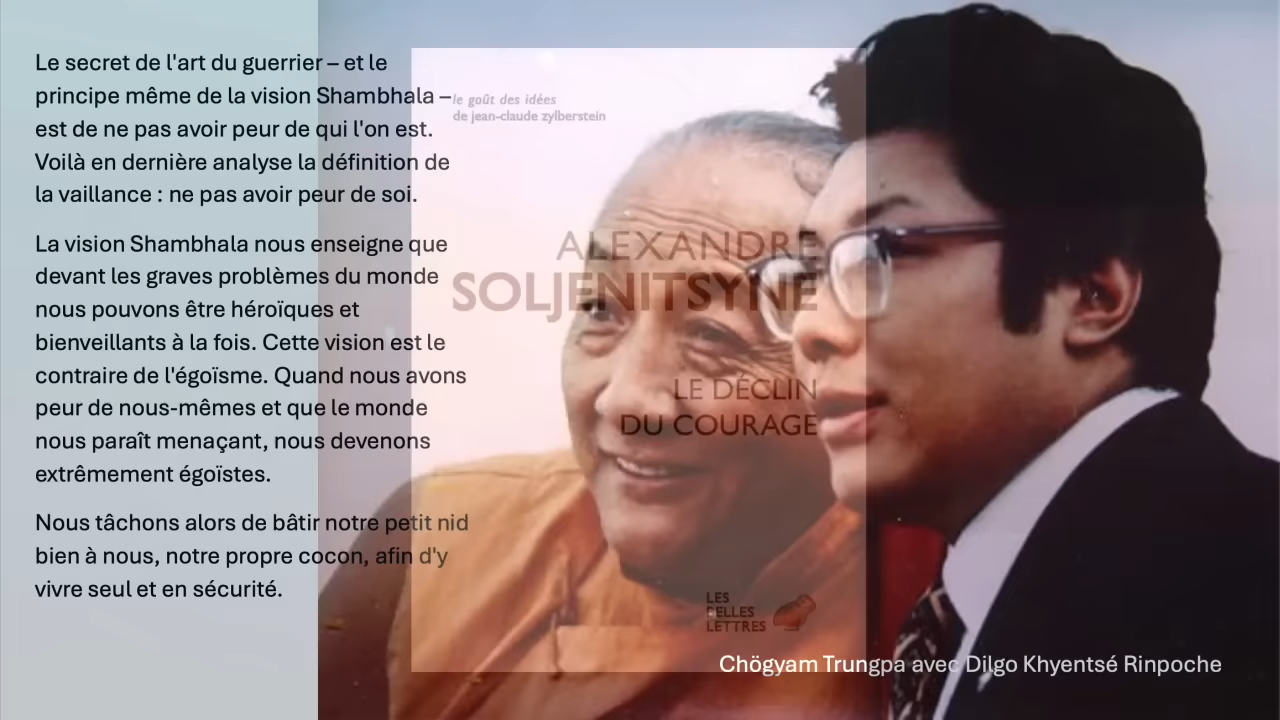 Le secret de l'art du guerrier – et le
principe même de la vision Shambhala –
est de ne pas avoir peur de qui l'on est.
Voilà en dernière analyse la définition de
la vaillance : ne pas avoir peur de soi.
La vision Shambhala nous enseigne que
devant les graves problèmes du monde
nous pouvons être héroïques et
bienveillants à la fois. Cette vision est le
contraire de l'égoïsme. Quand nous avons
peur de nous-mêmes et que le monde
nous paraît menaçant, nous devenons
extrêmement égoïstes.
Nous tâchons alors de bâtir notre petit nid
bien à nous, notre propre cocon, afin d'y
vivre seul et en sécurité.
le goût des idées
de jean-claude zylberstein
ALEXANDRE
SOLJENITSYNE
LE DÉCLIN
DU COURAGE
LES
BELLES
LETTRES
Chögyam Trungpa avec Dilgo Khyentsé Rinpoche